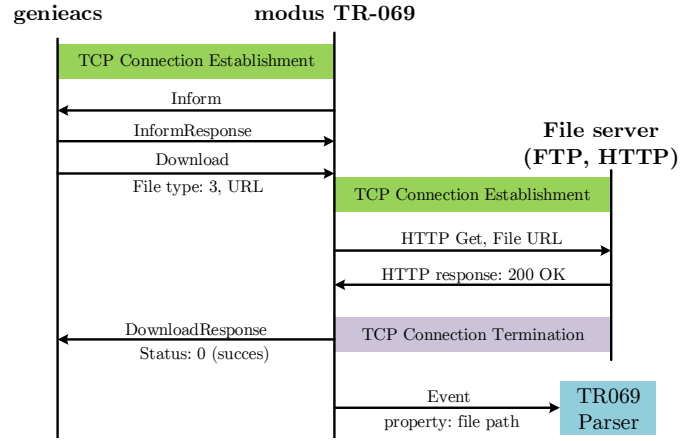 genieacs
modus TR-069
TCP Connection Establishment
Inform
InformResponse
Download
File type: 3, URL
File server
(FTP, HTTP)
TCP Connection Establishment
HTTP Get, File URL
HTTP response: 200 OK
DownloadResponse
Status: 0 (succes)
TCP Connection Termination
Event
property: file path
TR069
Parser